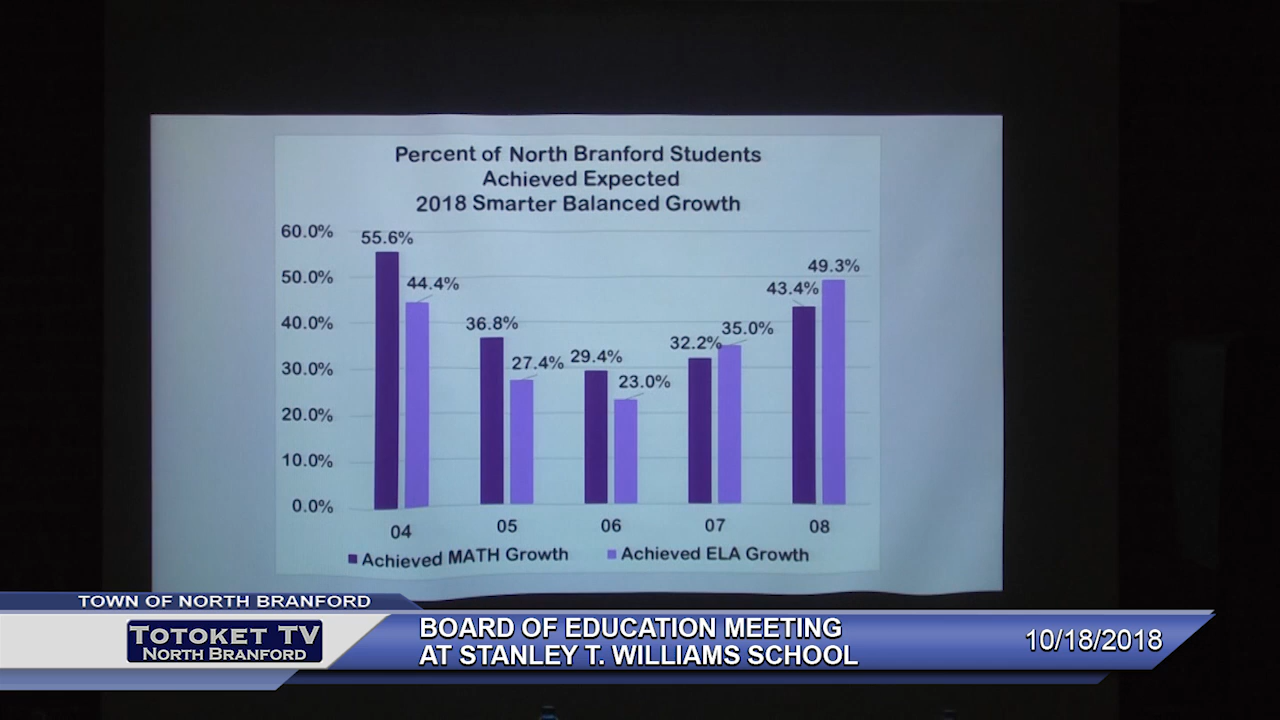 Percent of North Branford Students
Achieved Expected
2018 Smarter Balanced Growth
60.0%
50.0%
40.0%
30.0%
20.0%
10.0%
0.0%
55.6%
44.4%
36.8%
27.4%
29.4%
23.0%
32.2%
35.0%
43.4%
49.3%
04
05
06
07
08
Achieved MATH Growth
Achieved ELA Growth
TOWN OF NORTH BRANFORD
TOTOKET TV
NORTH BRANFORD
BOARD OF EDUCATION MEETING
AT STANLEY T. WILLIAMS SCHOOL
10/18/2018